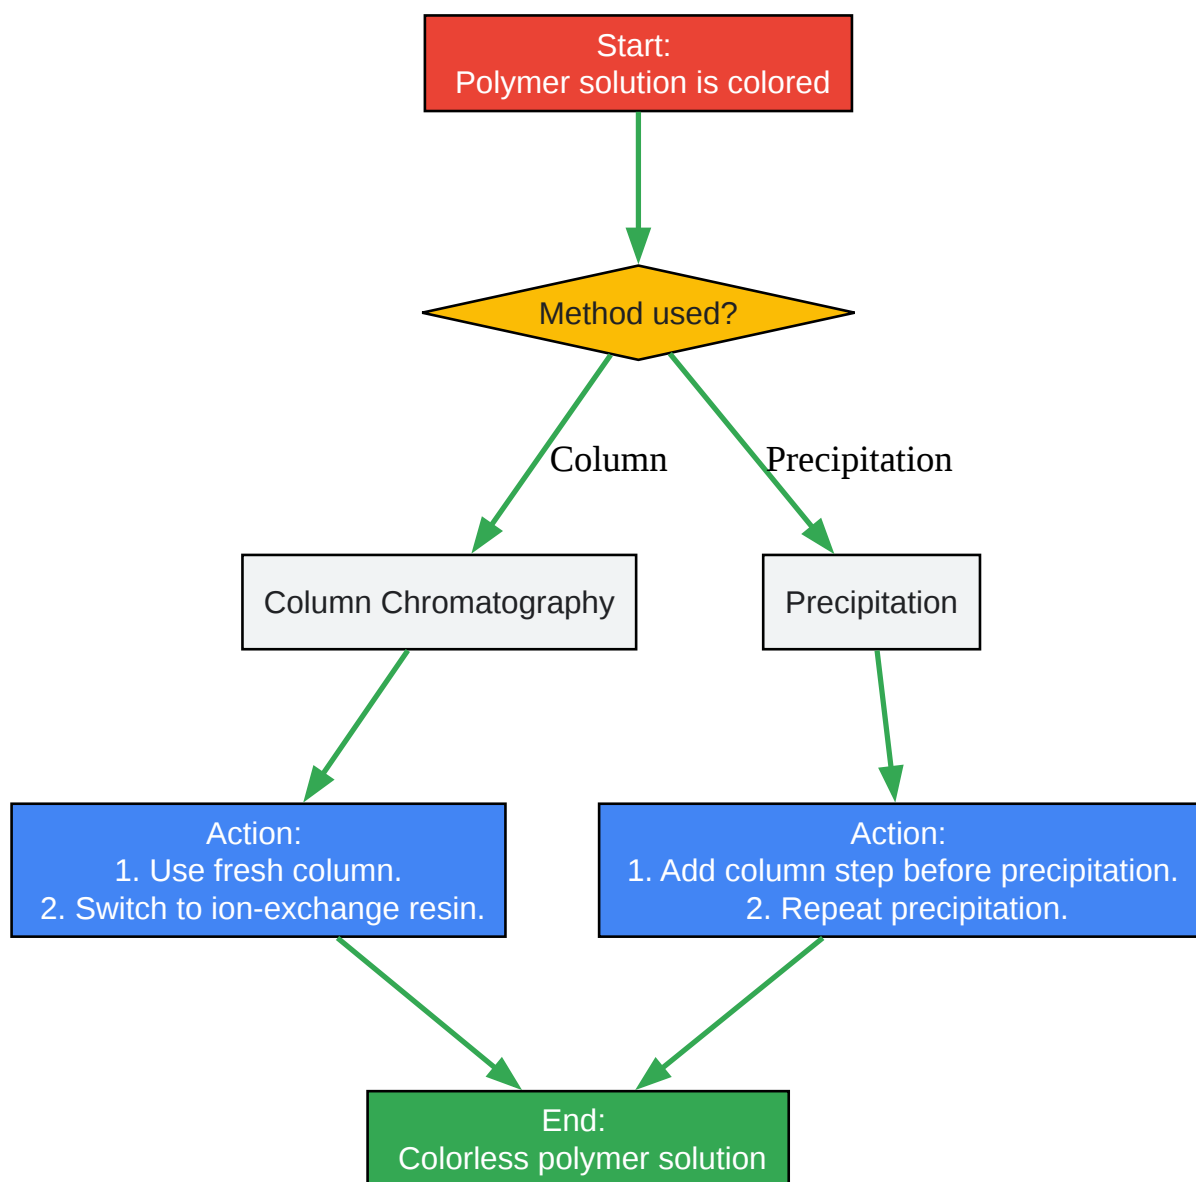 Start:
Polymer solution is colored
Method used?
Column
Precipitation
Column Chromatography
Precipitation
Action:
1. Use fresh column.
2. Switch to ion-exchange resin.
Action:
1. Add column step before precipitation.
2. Repeat precipitation.
End:
Colorless polymer solution